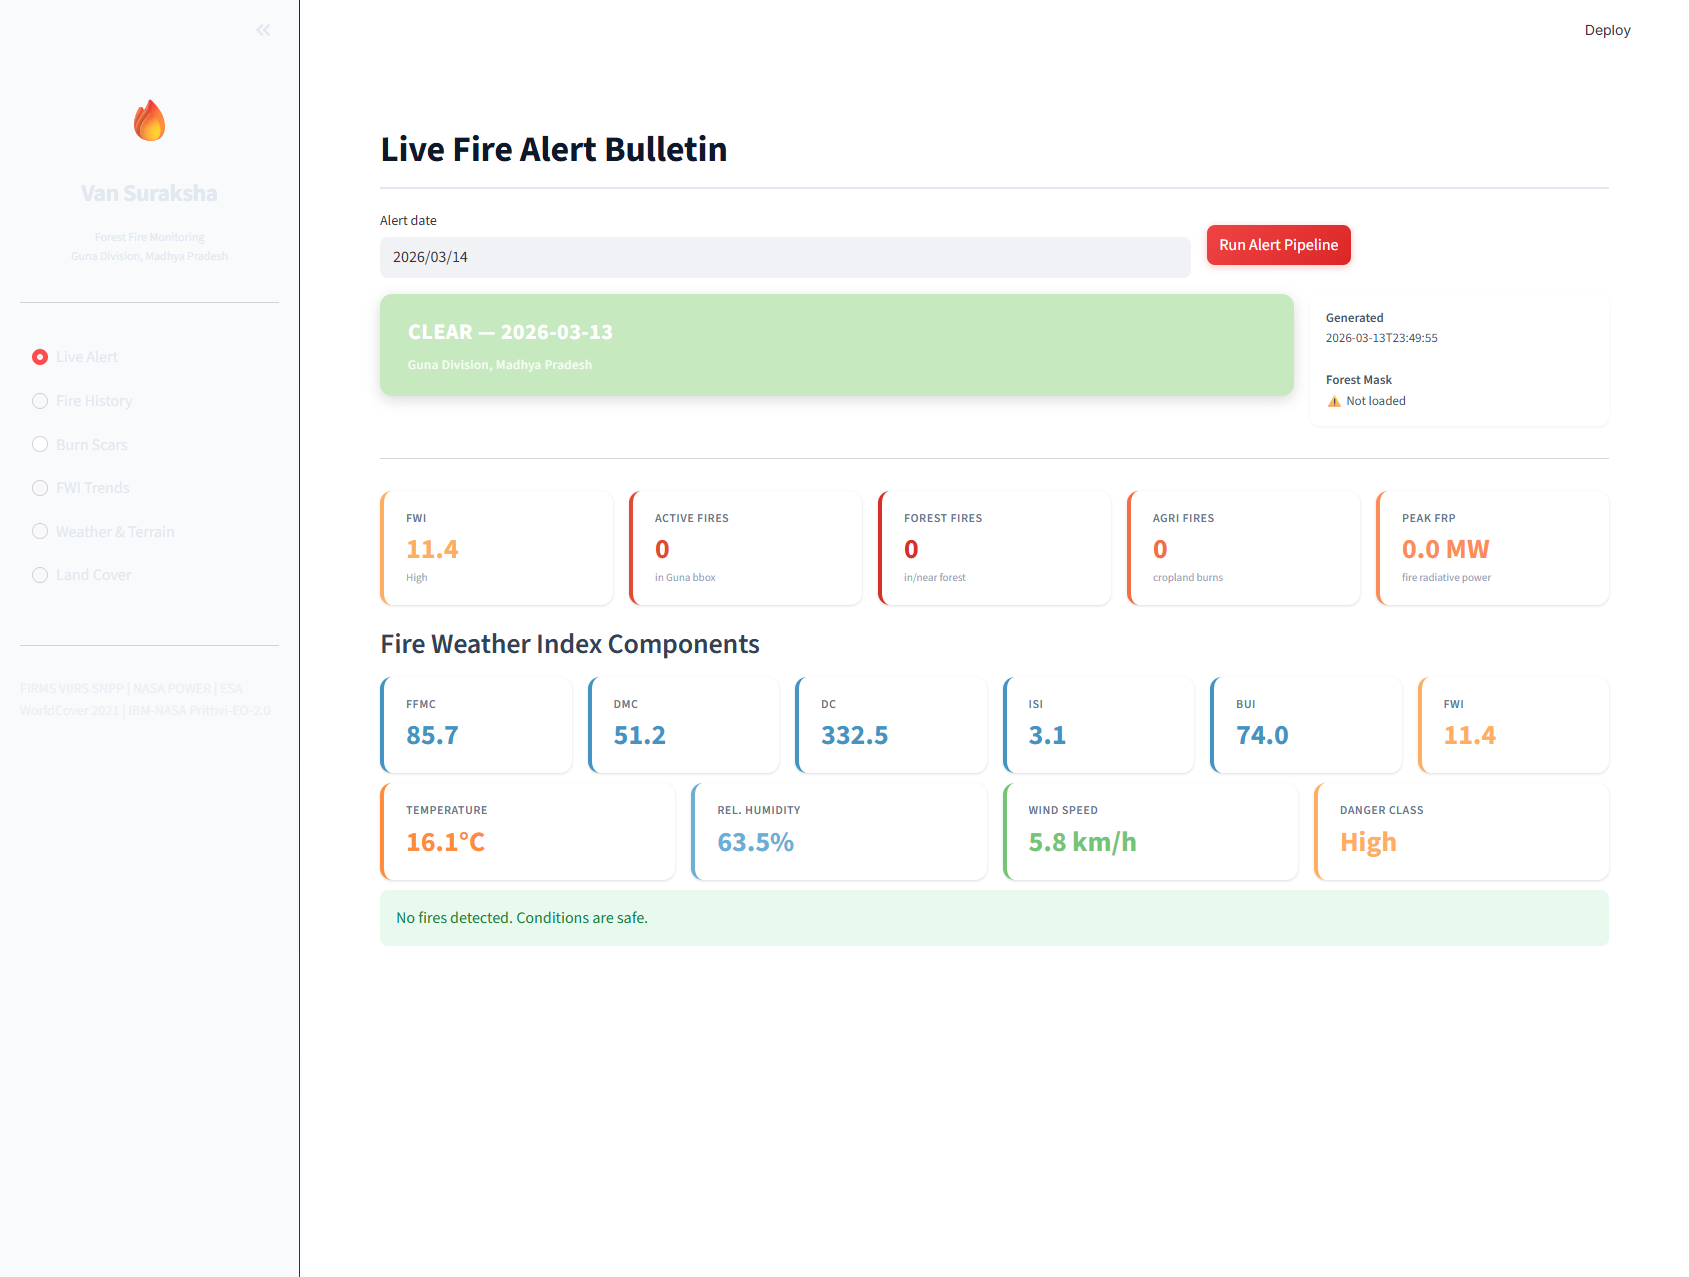 Deploy
Van Suraksha
Forest Fire Monitoring
Guna Division, Madhya Pradesh
Live Alert
Fire History
Burn Scars
FWI Trends
Weather & Terrain
Land Cover
FIRMS VIIRS SNPP | NASA POWER | ESA
WorldCover 2021 | IBM-NASA Prithvi-EO-2.0
Live Fire Alert Bulletin
Alert date
2026/03/14
Run Alert Pipeline
CLEAR — 2026-03-13
Guna Division, Madhya Pradesh
Generated
2026-03-13T23:49:55
Forest Mask
Not loaded
FWI
11.4
High
ACTIVE FIRES
0
in Guna bbox
FOREST FIRES
0
in/near forest
AGRI FIRES
0
cropland burns
PEAK FRP
0.0 MW
fire radiative power
Fire Weather Index Components
FFMC
85.7
DMC
51.2
DC
332.5
ISI
3.1
BUI
74.0
FWI
11.4
TEMPERATURE
16.1°C
REL. HUMIDITY
63.5%
WIND SPEED
5.8 km/h
DANGER CLASS
High
No fires detected. Conditions are safe.